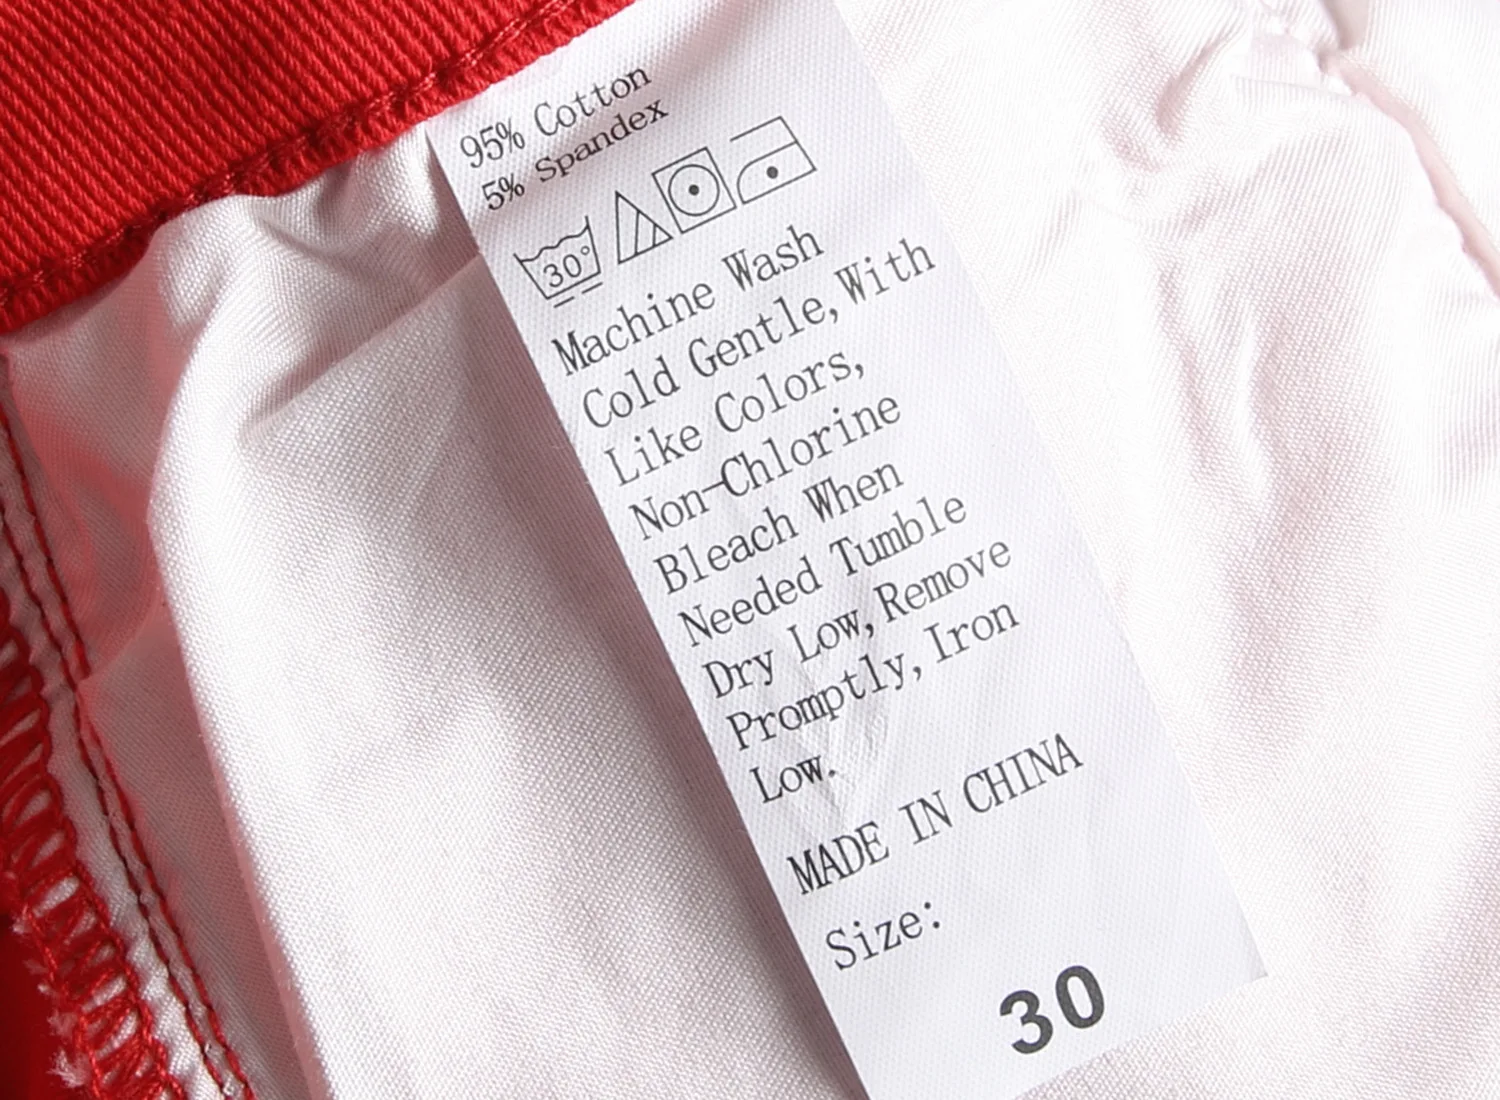 95% Cotton
5% Spandex
30°
Machine Wash
Cold Gentle, With
Like Colors,
Non-Chlorine
Bleach When
Needed Tumble
Dry Low, Remove
Promptly, Iron
Low.
MADE IN CHINA
Size:
30